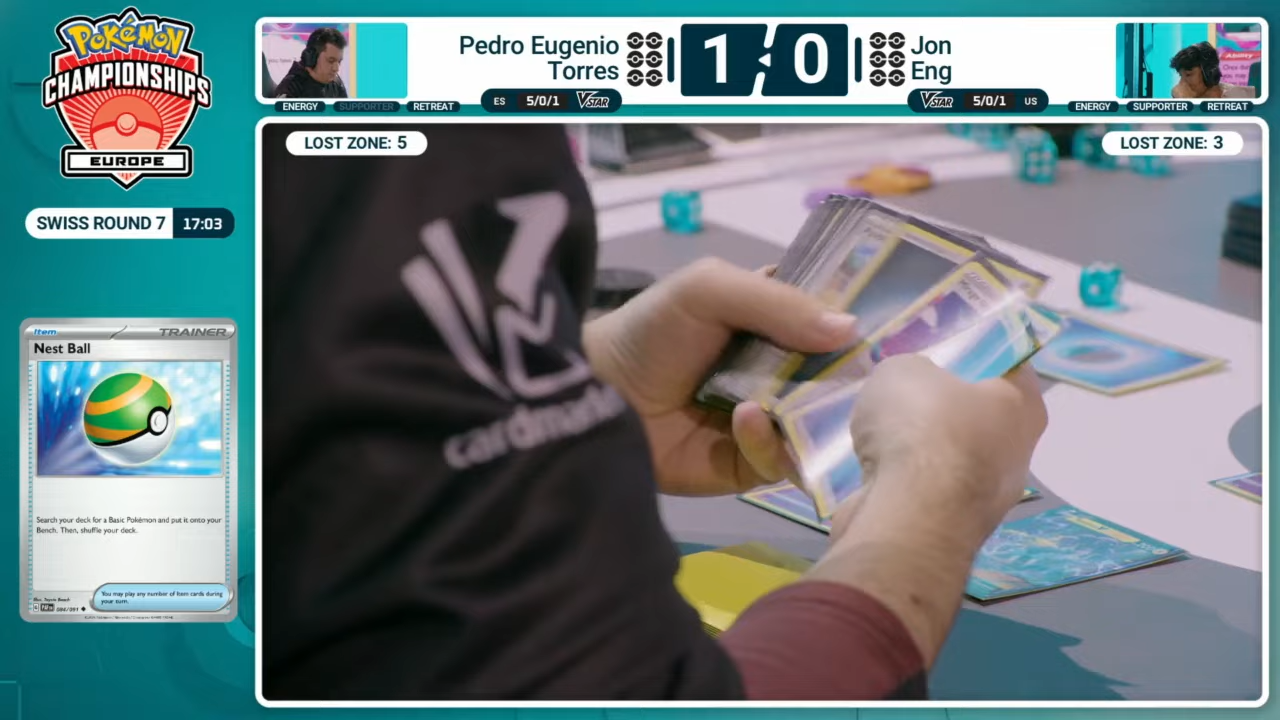 Pokémon
CHAMPIONSHIPS
EUROPE
SWISS ROUND 7 17:03
Pedro Eugenio
Torres
1 0
Jon
Eng
ENERGY SUPPORTER RETREAT
ES 5/0/1 VSTAR
VSTAR 5/0/1 US
ENERGY SUPPORTER RETREAT
LOST ZONE: 5
LOST ZONE: 3
Item TRAINER
Nest Ball
Search your deck for a Basic Pokémon and put it onto your
Bench. Then, shuffle your deck.
You may play any number of Item cards during
your turn.